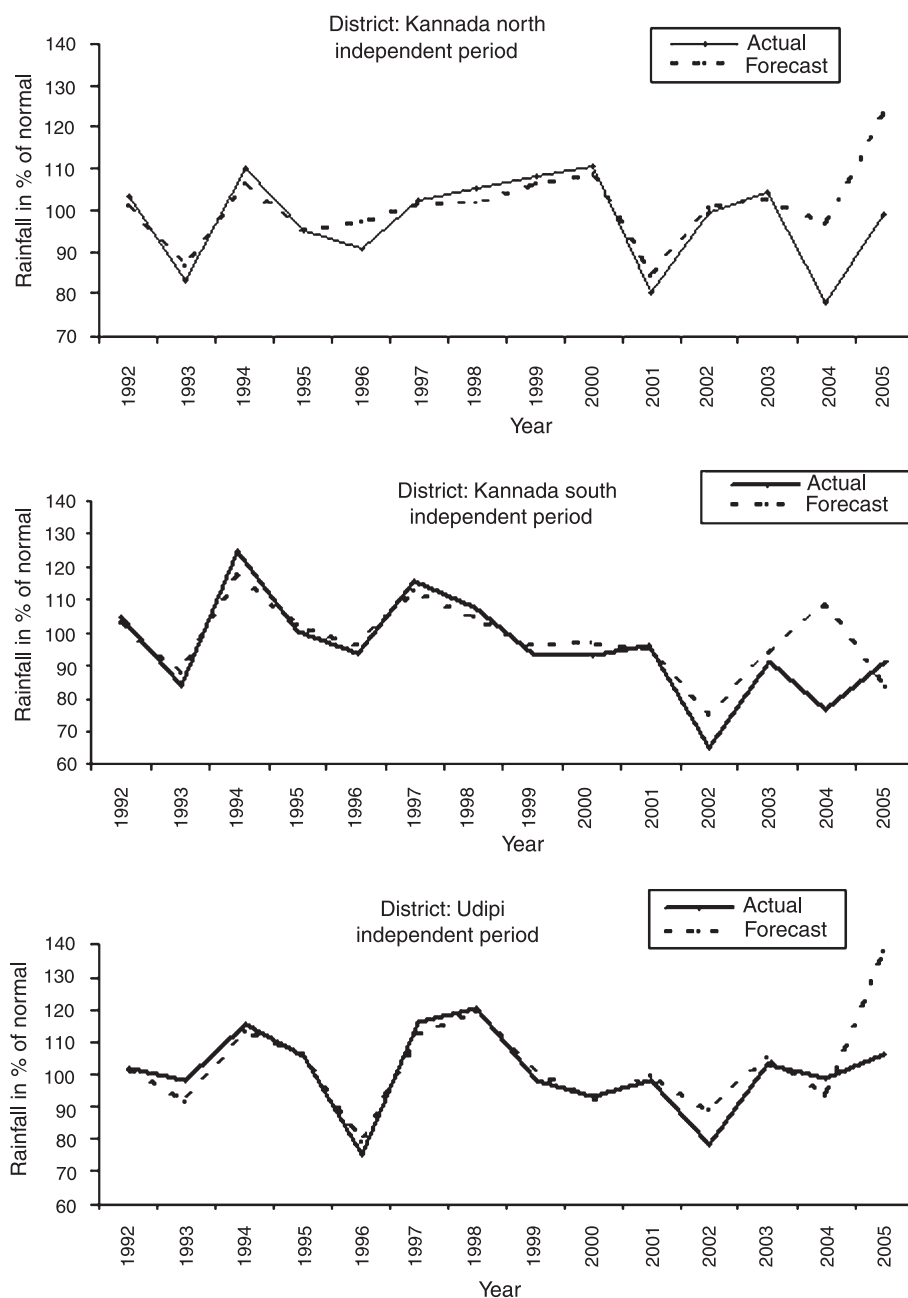 District: Kannada north
independent period
Actual
Forecast
Rainfall in % of normal
140
130
120
110
100
90
80
70
1992 1993 1994 1995 1996 1997 1998 1999 2000 2001 2002 2003 2004 2005
Year
District: Kannada south
independent period
Actual
Forecast
Rainfall in % of normal
140
130
120
110
100
90
80
70
60
1992 1993 1994 1995 1996 1997 1998 1999 2000 2001 2002 2003 2004 2005
Year
District: Udipi
independent period
Actual
Forecast
Rainfall in % of normal
140
130
120
110
100
90
80
70
60
1992 1993 1994 1995 1996 1997 1998 1999 2000 2001 2002 2003 2004 2005
Year